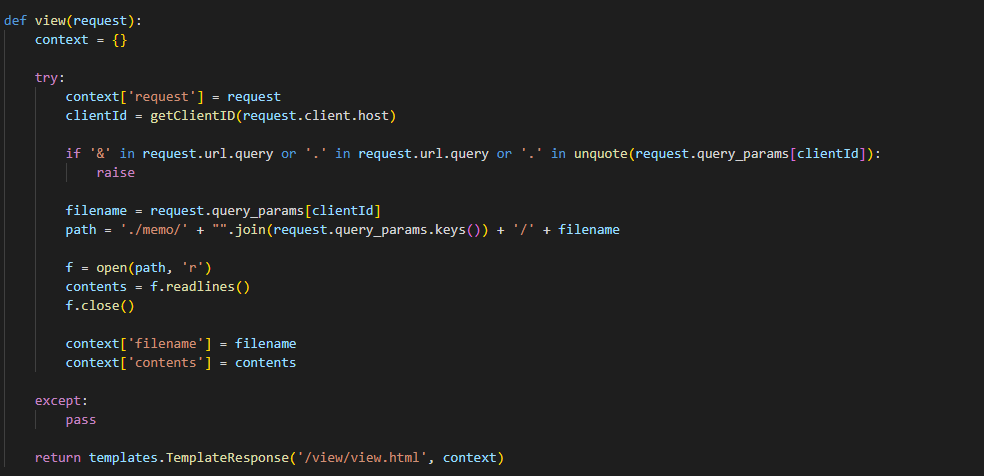 def view(request):
    context = {}
    try:
        context['request'] = request
        clientId = getClientID(request.client.host)
        if '&' in request.url.query or '.' in request.url.query or '.' in unquote(request.query_params[clientId]):
            raise
        filename = request.query_params[clientId]
        path = './memo/' + "".join(request.query_params.keys()) + '/' + filename
        f = open(path, 'r')
        contents = f.readlines()
        f.close()
        context['filename'] = filename
        context['contents'] = contents
    except:
        pass
    return templates.TemplateResponse('/view/view.html', context)